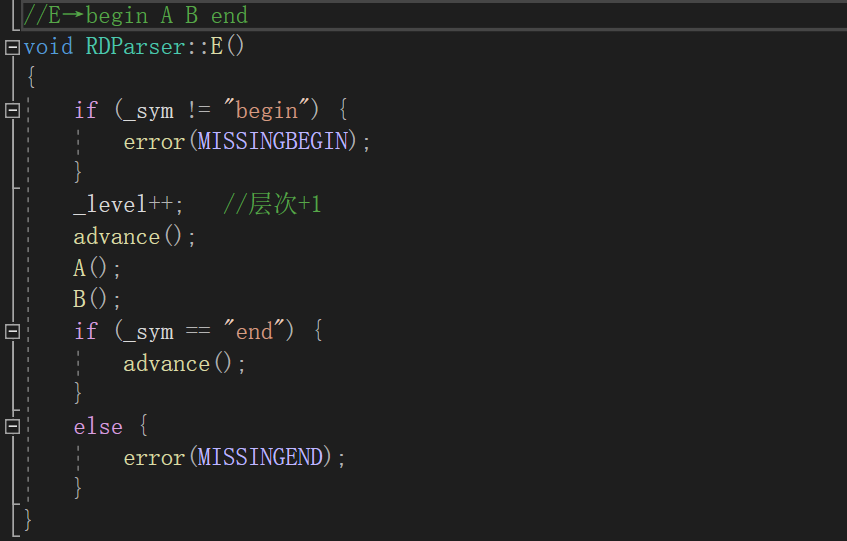 //E→begin A B end
void RDParser::E()
{
    if (_sym != "begin") {
        error(MISSINGBEGIN);
    }
    _level++;   //层次+1
    advance();
    A();
    B();
    if (_sym == "end") {
        advance();
    }
    else {
        error(MISSINGEND);
    }
}